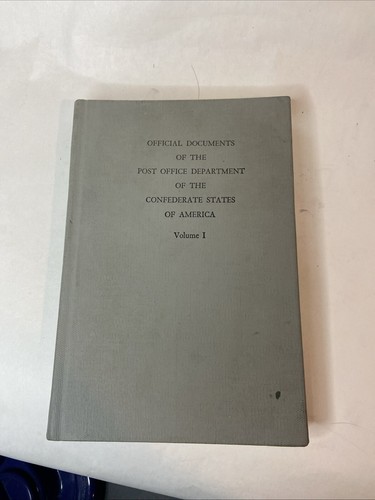 OFFICIAL DOCUMENTS
OF THE
POST OFFICE DEPARTMENT
OF THE
CONFEDERATE STATES
OF AMERICA
Volume I